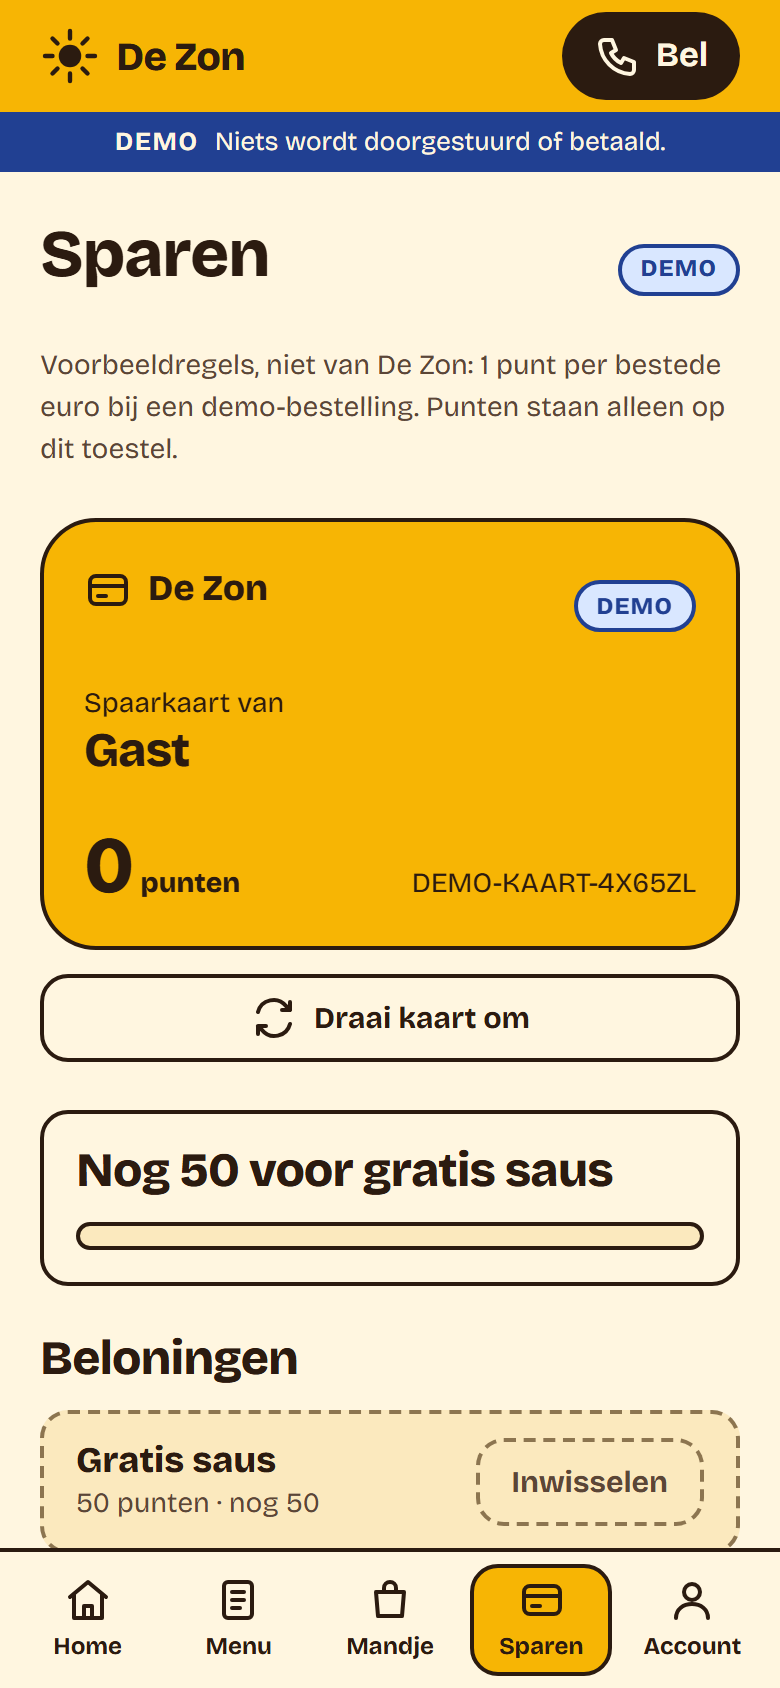 De Zon
Bel
DEMO Niets wordt doorgestuurd of betaald.
Sparen
DEMO
Voorbeeldregels, niet van De Zon: 1 punt per bestede
euro bij een demo-bestelling. Punten staan alleen op
dit toestel.
De Zon
DEMO
Spaarkaart van
Gast
0 punten
DEMO-KAART-4X65ZL
Draai kaart om
Nog 50 voor gratis saus
Beloningen
Gratis saus
50 punten · nog 50
Inwisselen
Home
Menu
Mandje
Sparen
Account